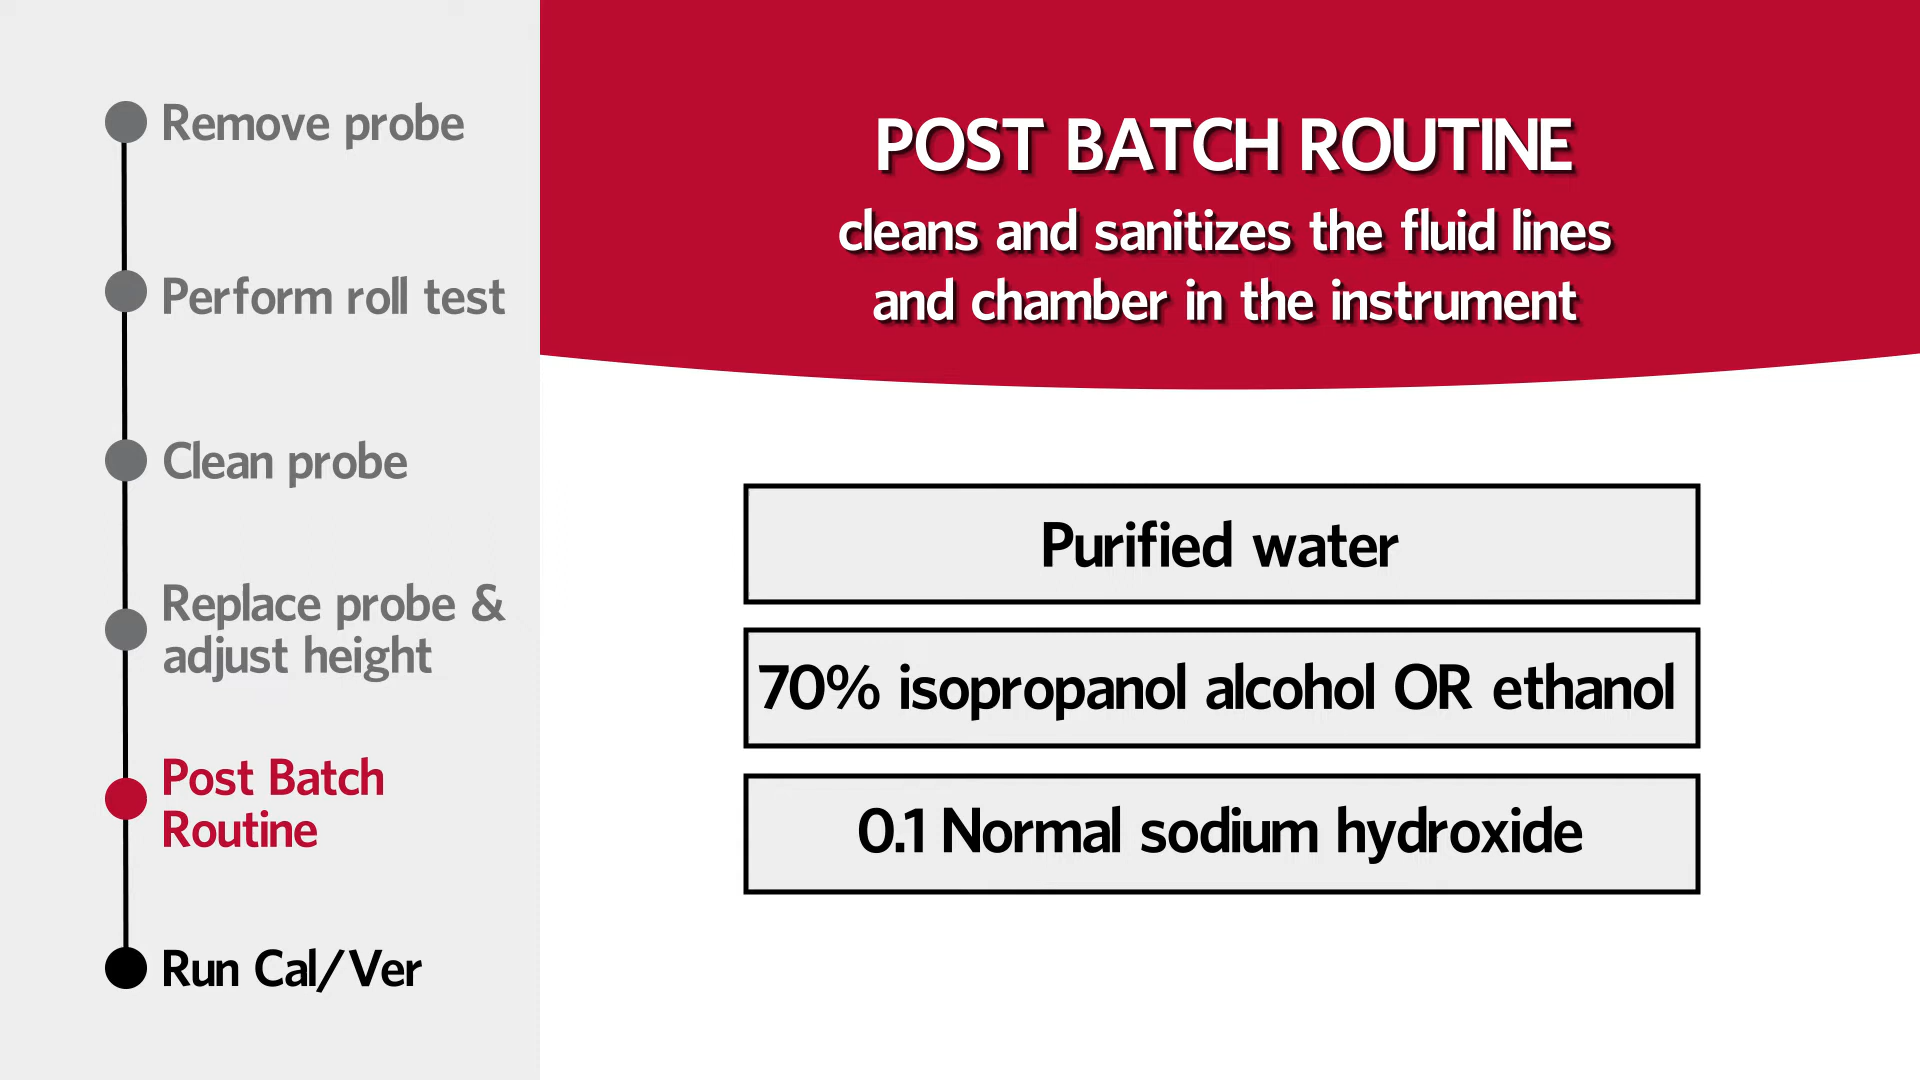 Remove probe
Perform roll test
Clean probe
Replace probe &
adjust height
Post Batch
Routine
Run Cal/Ver
POST BATCH ROUTINE
cleans and sanitizes the fluid lines
and chamber in the instrument
Purified water
70% isopropanol alcohol OR ethanol
0.1 Normal sodium hydroxide